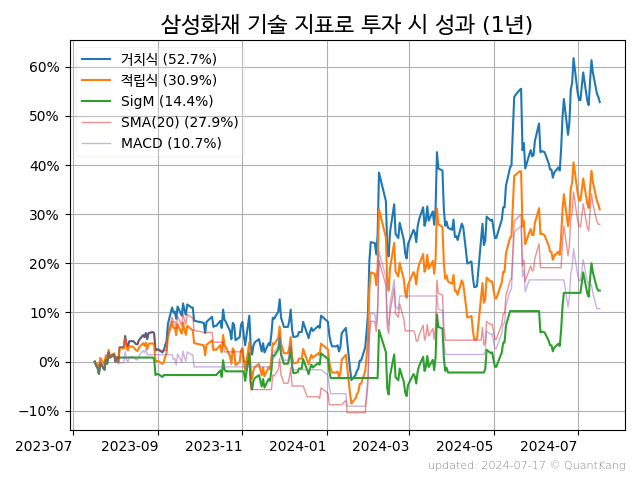 삼성화재 기술 지표로 투자 시 성과 (1년)
거치식 (52.7%)
적립식 (30.9%)
SigM (14.4%)
SMA(20) (27.9%)
MACD (10.7%)
60%
50%
40%
30%
20%
10%
0%
−10%
2023-07 2023-09 2023-11 2024-01 2024-03 2024-05 2024-07
updated: 2024-07-17 © QuantKang